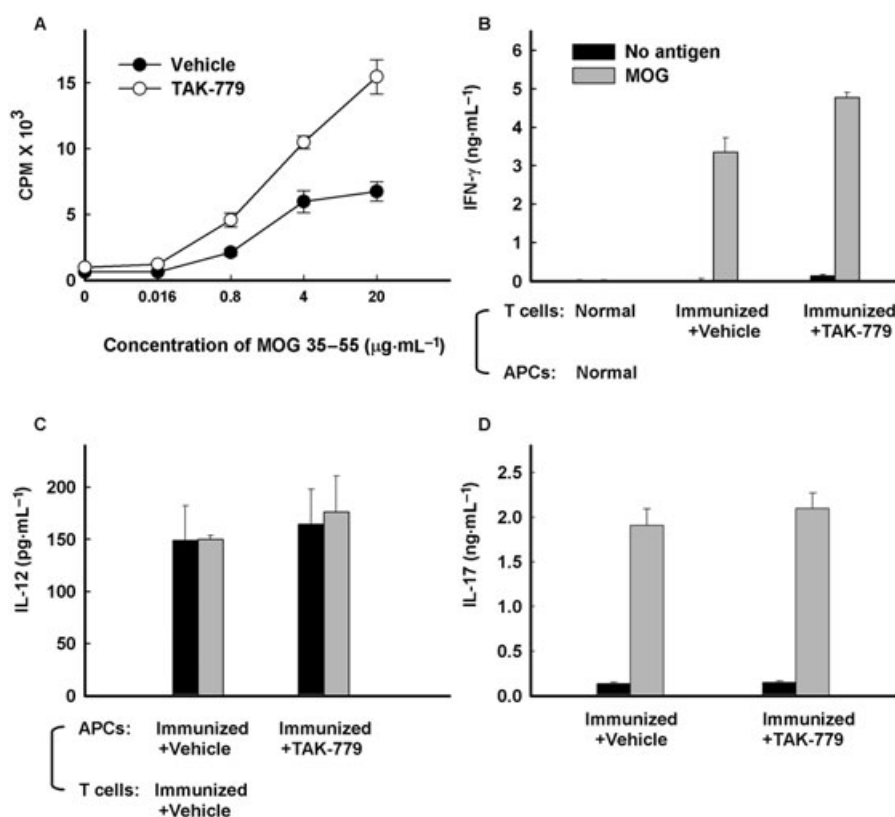 A
Vehicle
TAK-779
CPM X 10³
15
10
5
0
0 0.016 0.8 4 20
Concentration of MOG 35–55 (µg·mL⁻¹)
B
No antigen
MOG
IFN-γ (ng·mL⁻¹)
6
5
4
3
2
1
0
T cells: Normal Immunized Immunized
+Vehicle +TAK-779
APCs: Normal
C
IL-12 (pg·mL⁻¹)
200
150
100
50
0
APCs: Immunized Immunized
+Vehicle +TAK-779
T cells: Immunized
+Vehicle
D
IL-17 (ng·mL⁻¹)
2.5
2.0
1.5
1.0
0.5
0.0
Immunized Immunized
+Vehicle +TAK-779